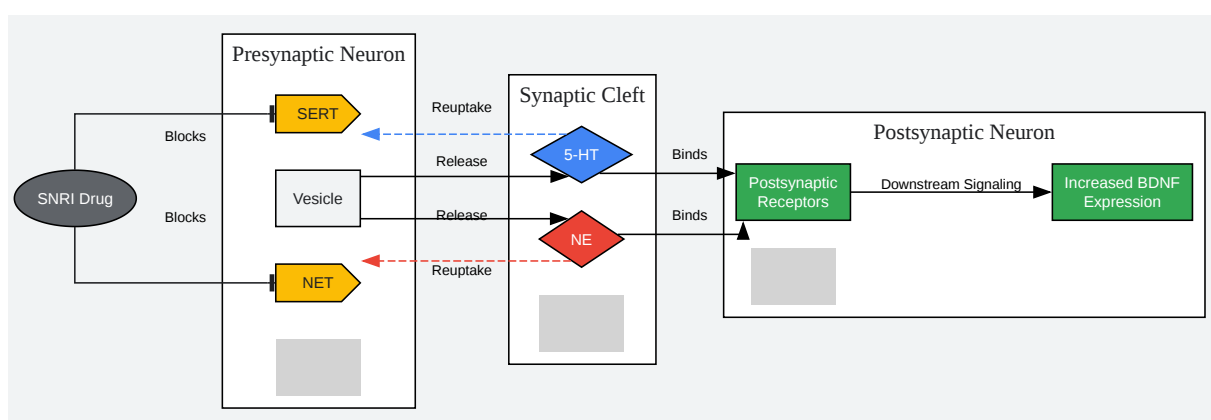 Presynaptic Neuron
Synaptic Cleft
Postsynaptic Neuron
SNRI Drug
Blocks
Blocks
SERT
Vesicle
NET
Reuptake
Release
Release
Reuptake
5-HT
NE
Binds
Binds
Postsynaptic
Receptors
Downstream Signaling
Increased BDNF
Expression